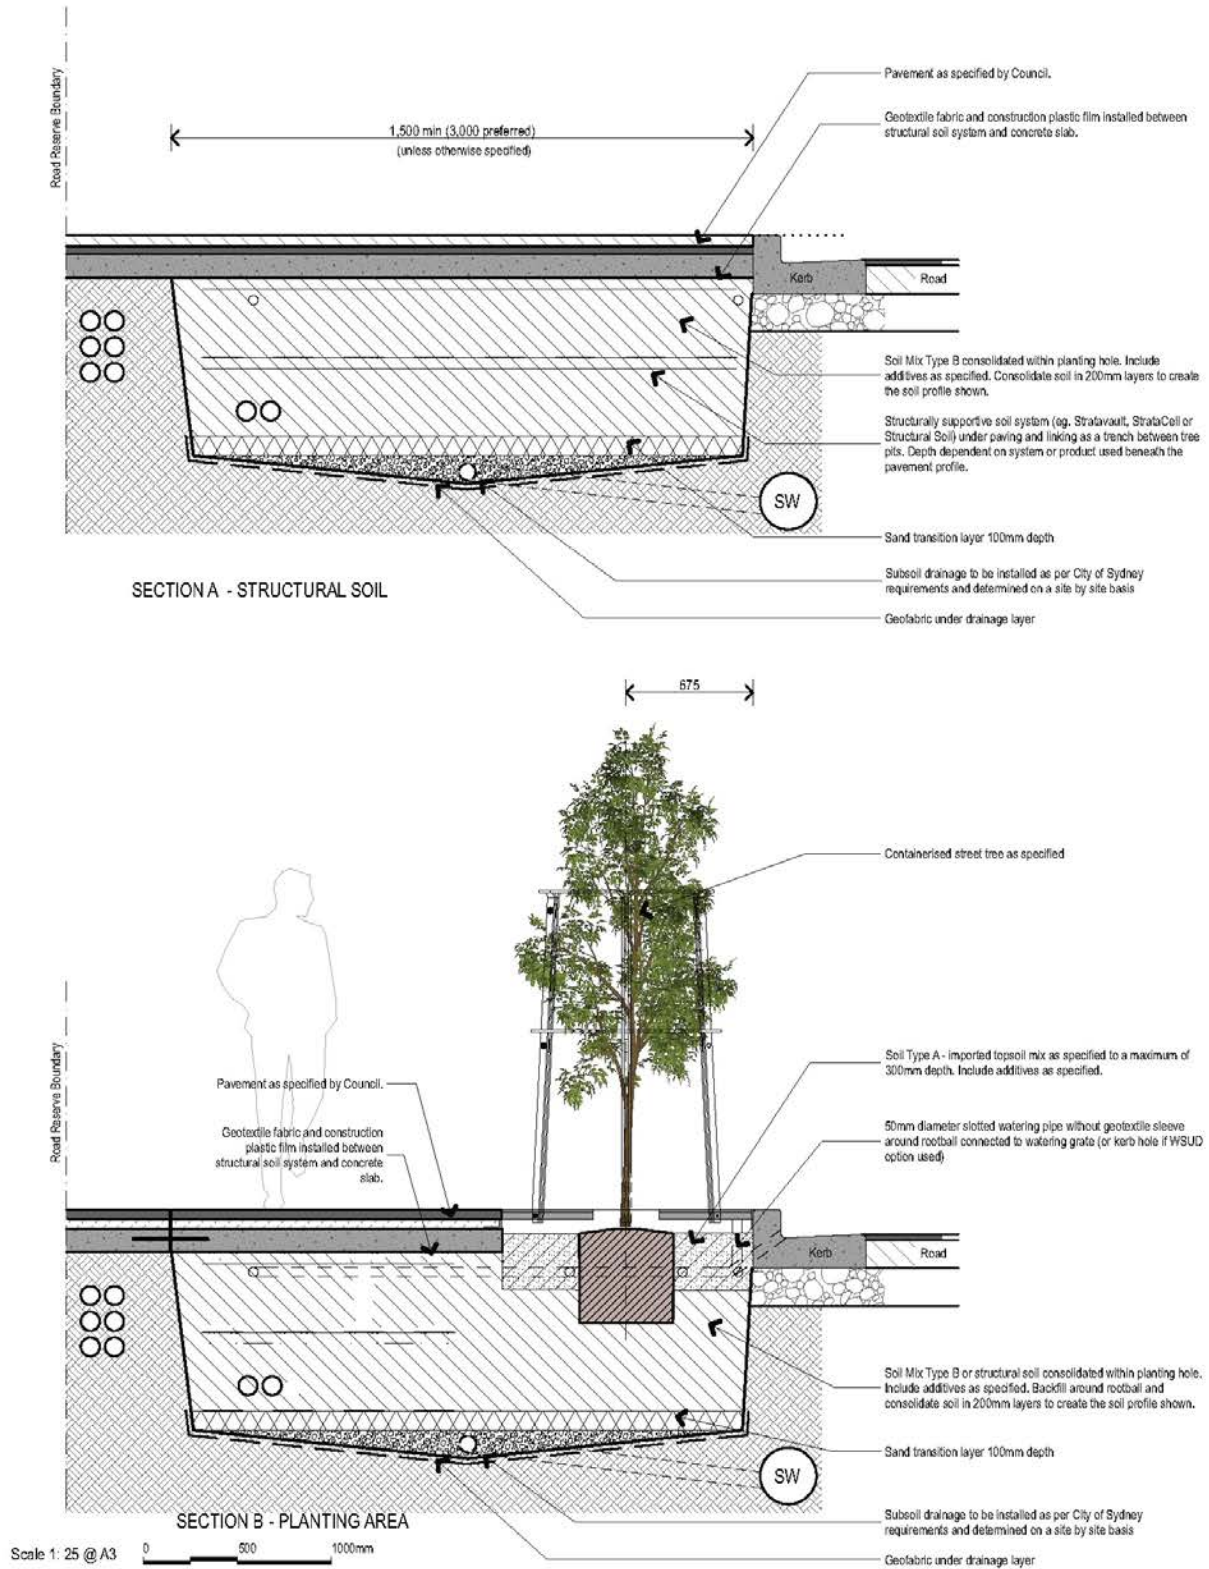 Road Reserve Boundary
Pavement as specified by Council.
Geotextile fabric and construction plastic film installed between
structural soil system and concrete slab.
1,500 min (3,000 preferred)
(unless otherwise specified)
Kerb
Road
Soil Mix Type B consolidated within planting hole. Include
additives as specified. Consolidate soil in 200mm layers to create
the soil profile shown.
Structurally supportive soil system (eg. Stratavault, StrataCell or
Structural Soil) under paving and linking as a trench between tree
pits. Depth dependent on system or product used beneath the
pavement profile.
SW
Sand transition layer 100mm depth
Subsoil drainage to be installed as per City of Sydney
requirements and determined on a site by site basis
Geofabric under drainage layer
SECTION A - STRUCTURAL SOIL
675
Containerised street tree as specified
Road Reserve Boundary
Pavement as specified by Council.
Geotextile fabric and construction
plastic film installed between
structural soil system and concrete
slab.
Soil Type A - imported topsoil mix as specified to a maximum of
300mm depth. Include additives as specified.
50mm diameter slotted watering pipe without geotextile sleeve
around rootball connected to watering grate (or kerb hole if WSUD
option used)
Kerb
Road
Soil Mix Type B or structural soil consolidated within planting hole.
Include additives as specified. Backfill around rootball and
consolidate soil in 200mm layers to create the soil profile shown.
Sand transition layer 100mm depth
SW
Subsoil drainage to be installed as per City of Sydney
requirements and determined on a site by site basis
Geofabric under drainage layer
SECTION B - PLANTING AREA
Scale 1: 25 @ A3
0 500 1000mm